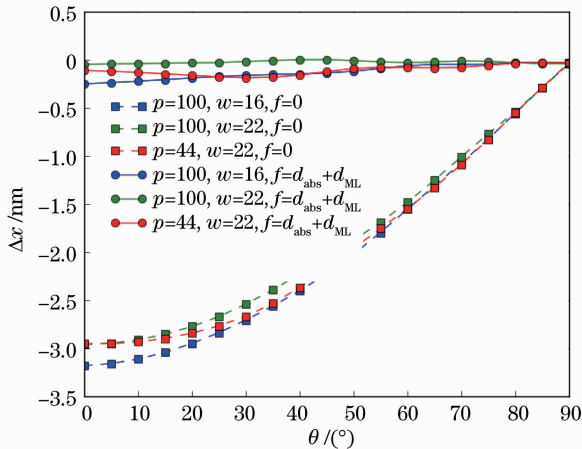 0.5
0
−0.5
−1.0
−1.5
−2.0
−2.5
−3.0
−3.5
Δx /nm
p=100, w=16, f=0
p=100, w=22, f=0
p=44, w=22, f=0
p=100, w=16, f=d_abs+d_ML
p=100, w=22, f=d_abs+d_ML
p=44, w=22, f=d_abs+d_ML
0 10 20 30 40 50 60 70 80 90
θ /(°)